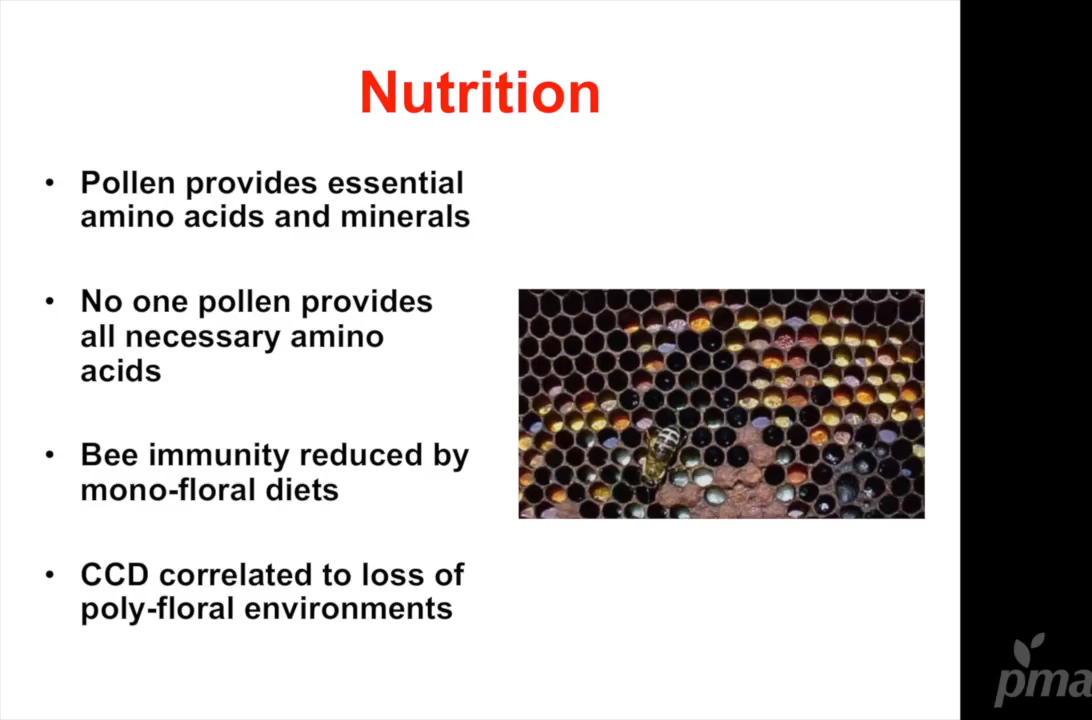 Nutrition
• Pollen provides essential
amino acids and minerals
• No one pollen provides
all necessary amino
acids
• Bee immunity reduced by
mono-floral diets
• CCD correlated to loss of
poly-floral environments
pma